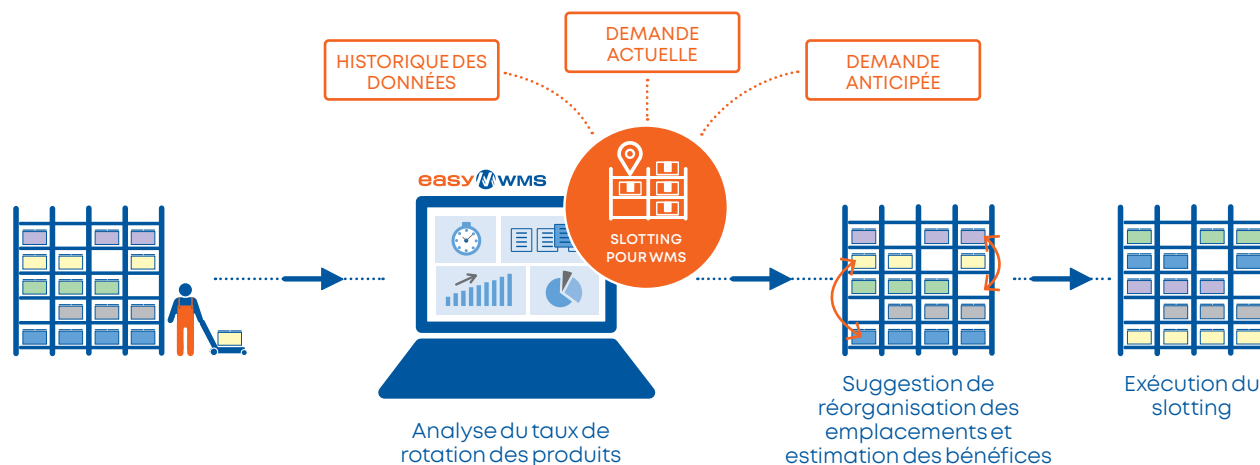 HISTORIQUE DES
DONNÉES
DEMANDE
ACTUELLE
DEMANDE
ANTICIPÉE
easy WMS
SLOTTING
POUR WMS
Analyse du taux de
rotation des produits
Suggestion de
réorganisation des
emplacements et
estimation des bénéfices
Exécution du
slotting